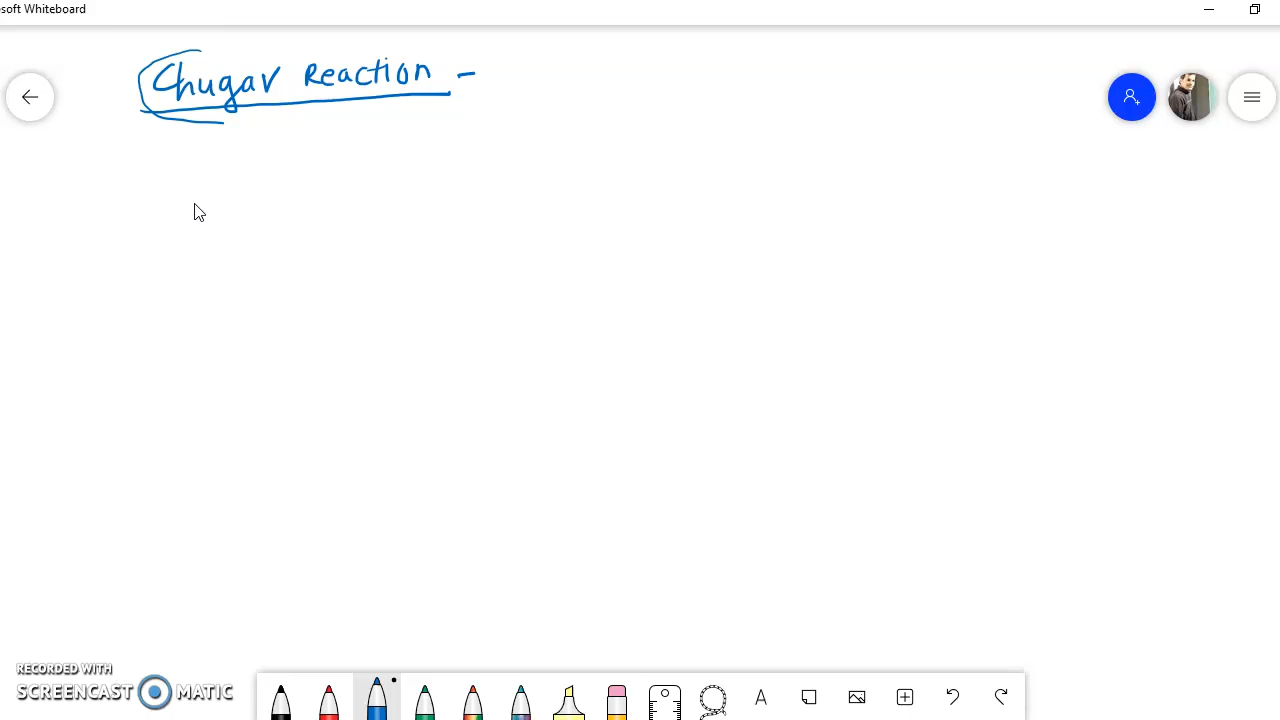 soft Whiteboard
Chugav Reaction -
RECORDED WITH
SCREENCAST MATIC
A